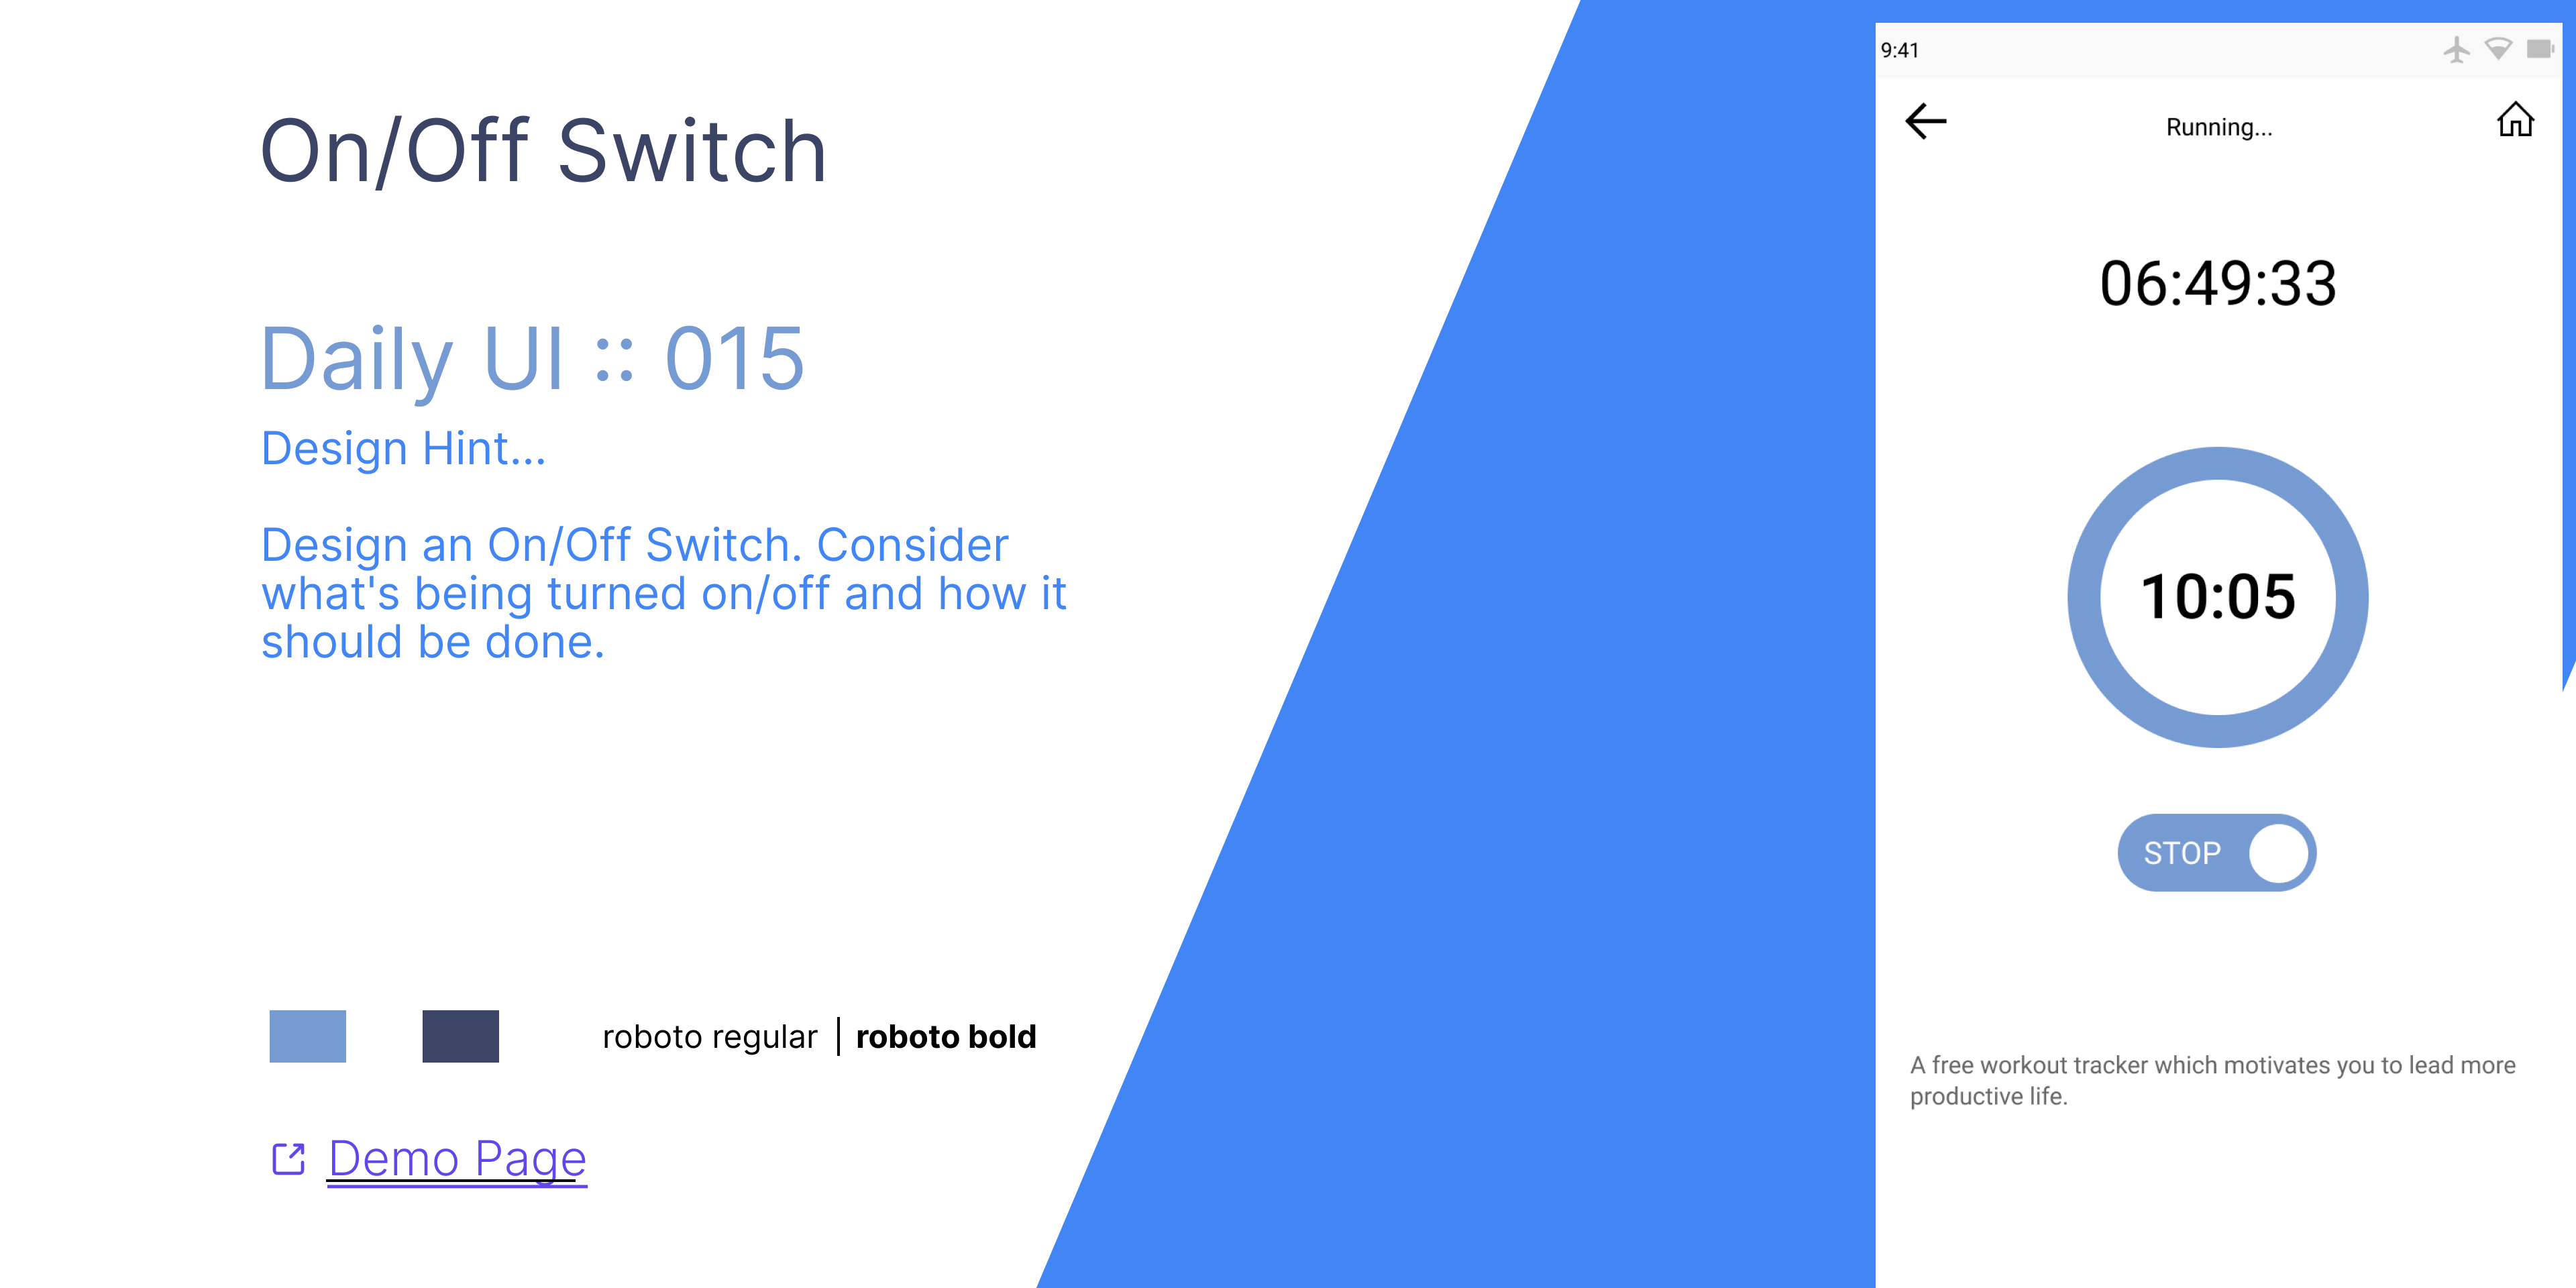 On/Off Switch
Daily UI :: 015
Design Hint...
Design an On/Off Switch. Consider
what's being turned on/off and how it
should be done.
roboto regular | roboto bold
Demo Page
9:41
Running...
06:49:33
10:05
STOP
A free workout tracker which motivates you to lead more
productive life.